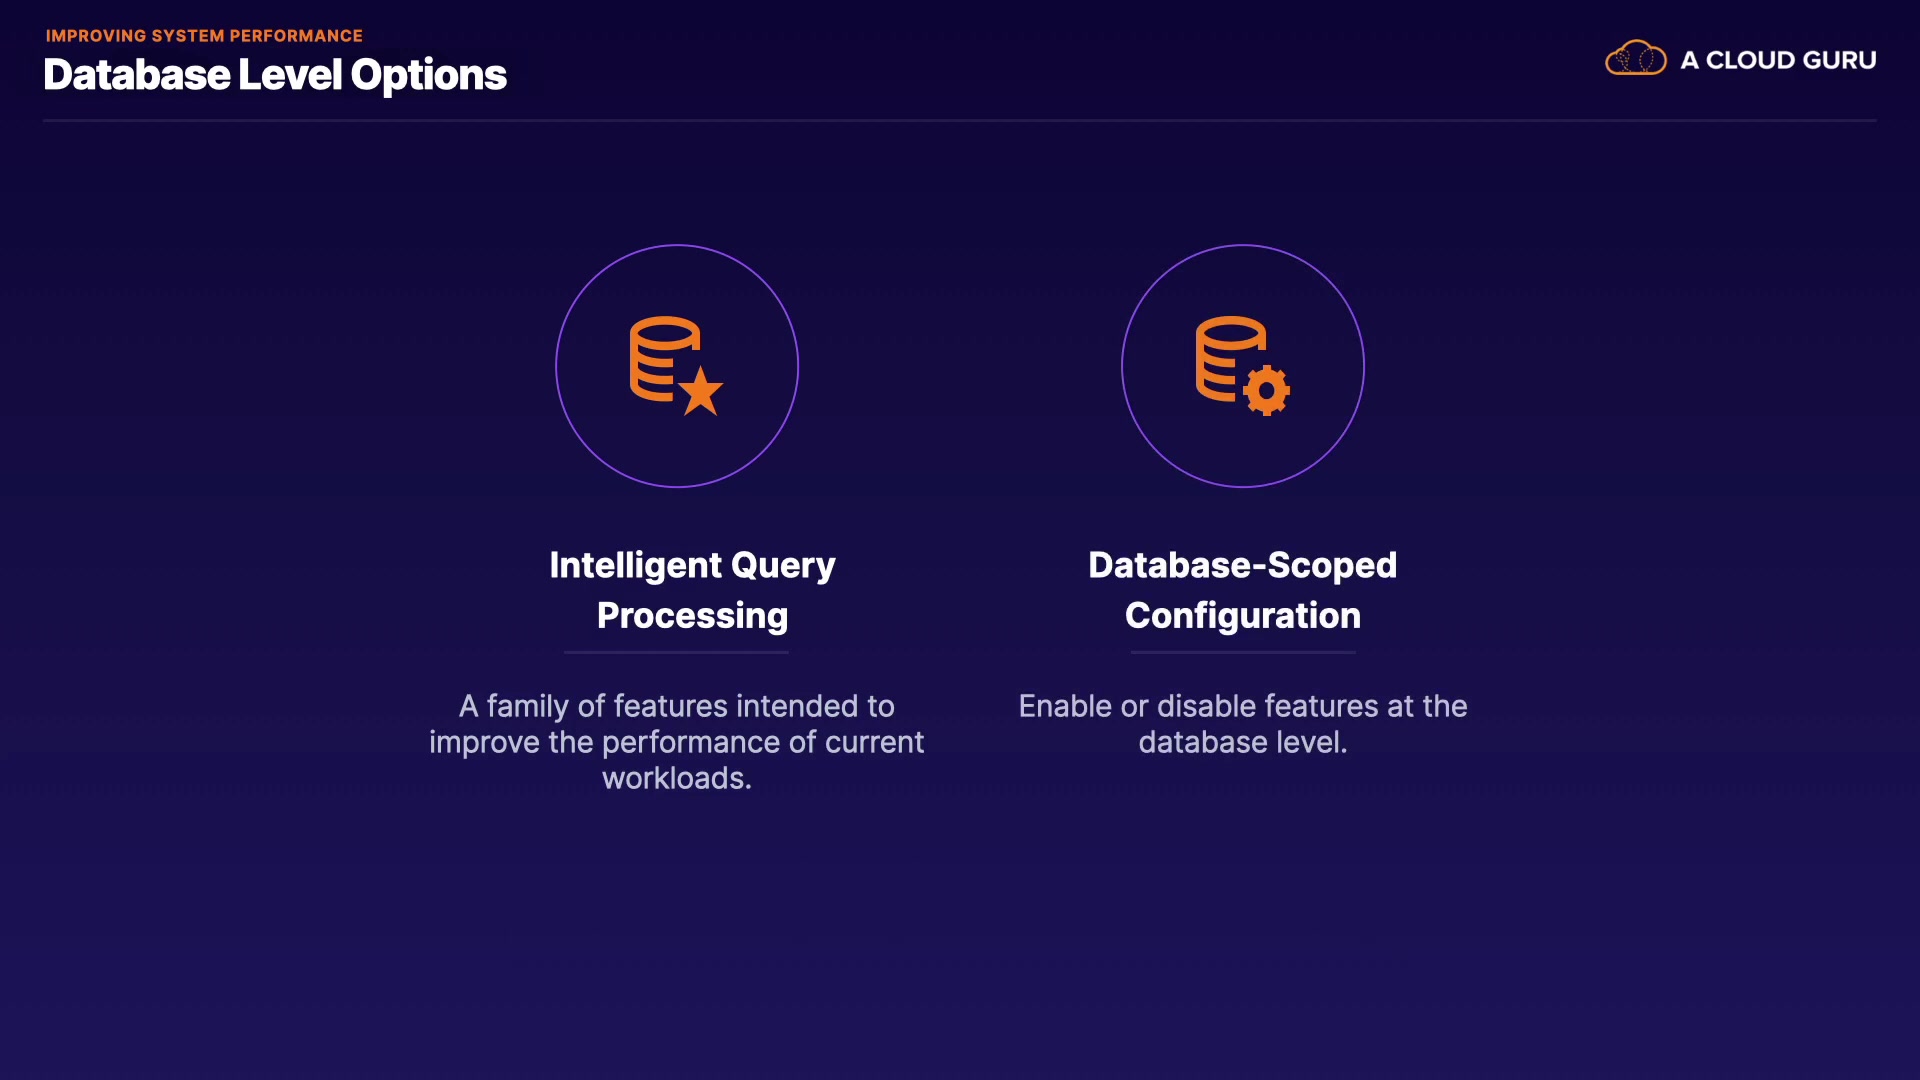 IMPROVING SYSTEM PERFORMANCE
Database Level Options
A CLOUD GURU
Intelligent Query
Processing
A family of features intended to
improve the performance of current
workloads.
Database-Scoped
Configuration
Enable or disable features at the
database level.